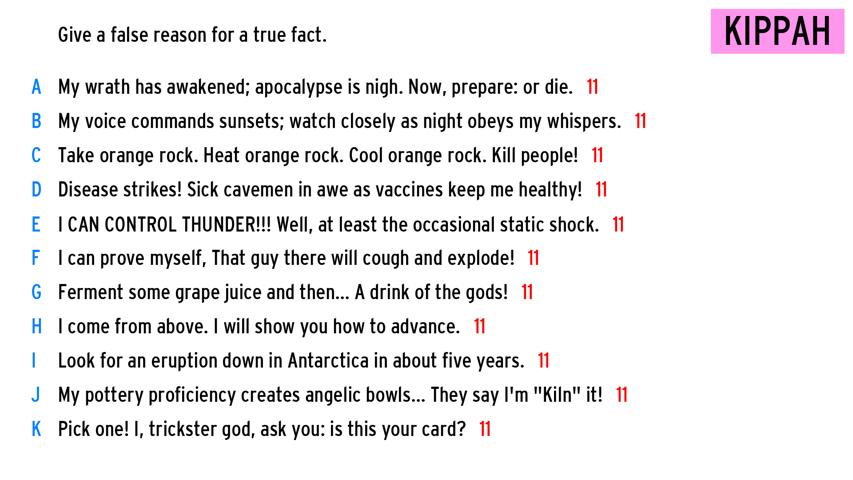 Give a false reason for a true fact.
KIPPAH
A My wrath has awakened; apocalypse is nigh. Now, prepare: or die. 11
B My voice commands sunsets; watch closely as night obeys my whispers. 11
C Take orange rock. Heat orange rock. Cool orange rock. Kill people! 11
D Disease strikes! Sick cavemen in awe as vaccines keep me healthy! 11
E I CAN CONTROL THUNDER!!! Well, at least the occasional static shock. 11
F I can prove myself, That guy there will cough and explode! 11
G Ferment some grape juice and then... A drink of the gods! 11
H I come from above. I will show you how to advance. 11
I Look for an eruption down in Antarctica in about five years. 11
J My pottery proficiency creates angelic bowls... They say I'm "Kiln" it! 11
K Pick one! I, trickster god, ask you: is this your card? 11